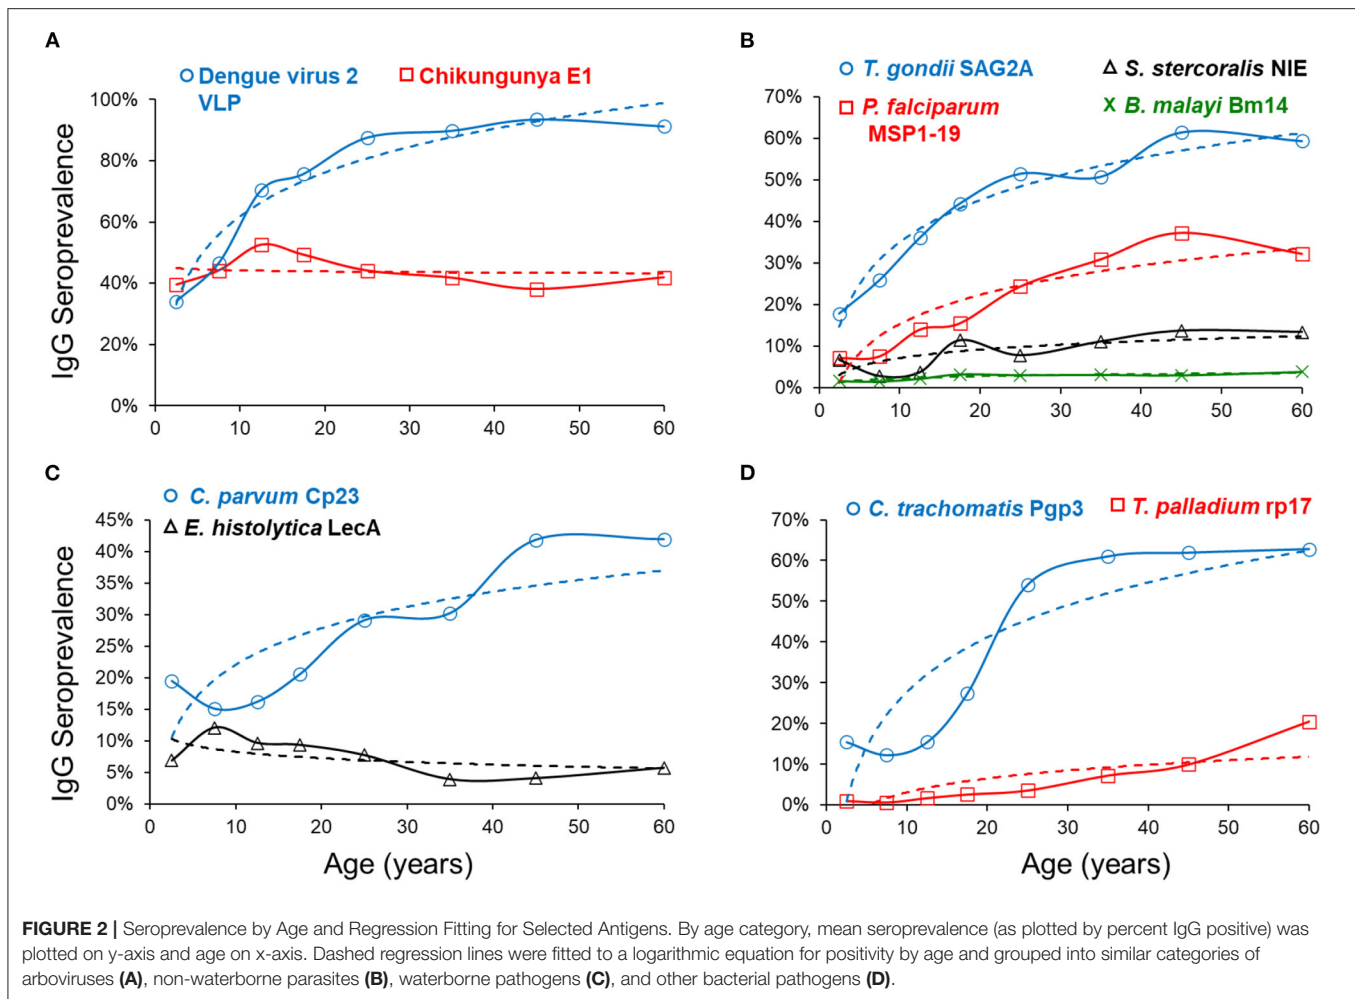 A
Dengue virus 2 VLP
Chikungunya E1
IgG Seroprevalence
100%
80%
60%
40%
20%
0%
0 10 20 30 40 50 60
B
T. gondii SAG2A
S. stercoralis NIE
P. falciparum MSP1-19
B. malayi Bm14
70%
60%
50%
40%
30%
20%
10%
0%
0 10 20 30 40 50 60
C
C. parvum Cp23
E. histolytica LecA
IgG Seroprevalence
45%
40%
35%
30%
25%
20%
15%
10%
5%
0%
0 10 20 30 40 50 60
Age (years)
D
C. trachomatis Pgp3
T. palladium rp17
70%
60%
50%
40%
30%
20%
10%
0%
0 10 20 30 40 50 60
Age (years)
FIGURE 2 | Seroprevalence by Age and Regression Fitting for Selected Antigens. By age category, mean seroprevalence (as plotted by percent IgG positive) was
plotted on y-axis and age on x-axis. Dashed regression lines were fitted to a logarithmic equation for positivity by age and grouped into similar categories of
arboviruses (A), non-waterborne parasites (B), waterborne pathogens (C), and other bacterial pathogens (D).